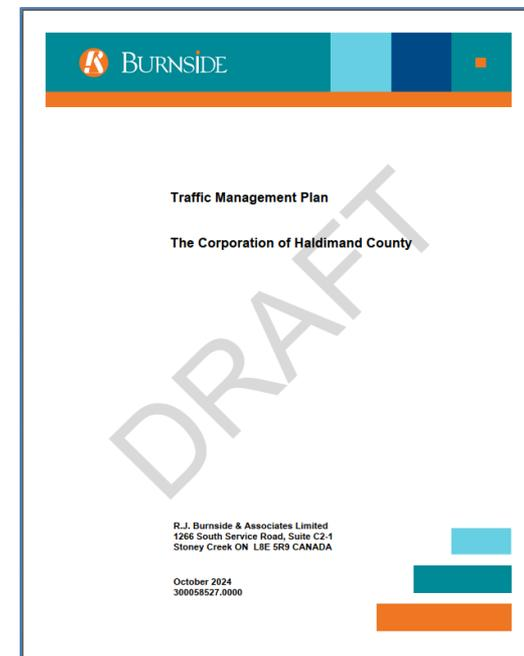 BURNSIDE
Traffic Management Plan
The Corporation of Haldimand County
DRAFT
R.J. Burnside & Associates Limited
1266 South Service Road, Suite C2-1
Stoney Creek ON L8E 5R9 CANADA
October 2024
300058527.0000